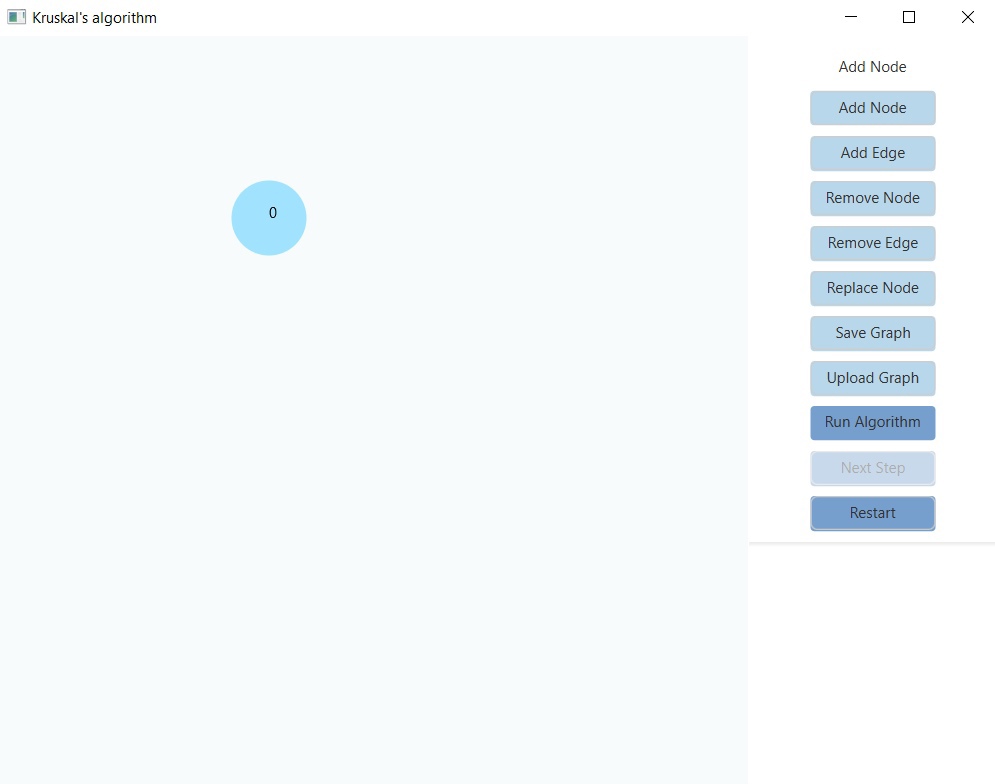 Kruskal's algorithm
Add Node
0
Add Node
Add Edge
Remove Node
Remove Edge
Replace Node
Save Graph
Upload Graph
Run Algorithm
Next Step
Restart